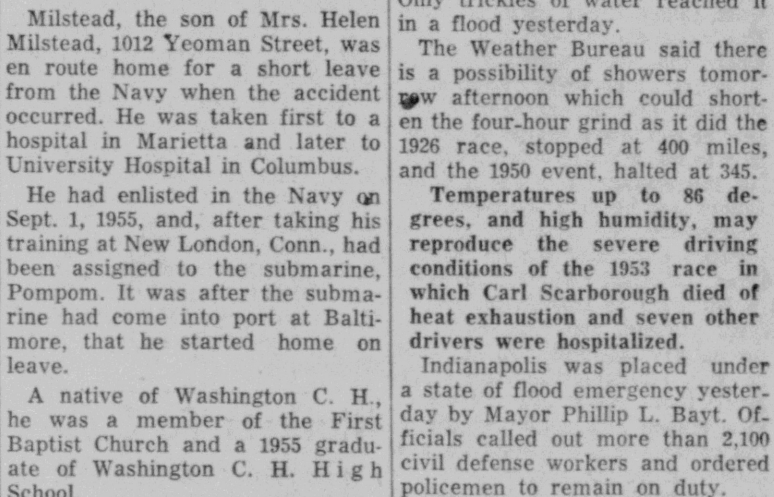 Milstead, the son of Mrs. Helen
Milstead, 1012 Yeoman Street, was
en route home for a short leave
from the Navy when the accident
occurred. He was taken first to a
hospital in Marietta and later to
University Hospital in Columbus.
He had enlisted in the Navy on
Sept. 1, 1955, and, after taking his
training at New London, Conn., had
been assigned to the submarine,
Pompom. It was after the subma-
rine had come into port at Balti-
more, that he started home on
leave.
A native of Washington C. H.,
he was a member of the First
Baptist Church and a 1955 gradu-
ate of Washington C. H. High
School
Only trickles of water reached it
in a flood yesterday.
The Weather Bureau said there
is a possibility of showers tomor-
row afternoon which could short-
en the four-hour grind as it did the
1926 race, stopped at 400 miles,
and the 1950 event, halted at 345.
Temperatures up to 86 de-
grees, and high humidity, may
reproduce the severe driving
conditions of the 1953 race in
which Carl Scarborough died of
heat exhaustion and seven other
drivers were hospitalized.
Indianapolis was placed under
a state of flood emergency yester-
day by Mayor Phillip L. Bayt. Of-
ficials called out more than 2,100
civil defense workers and ordered
policemen to remain on duty.